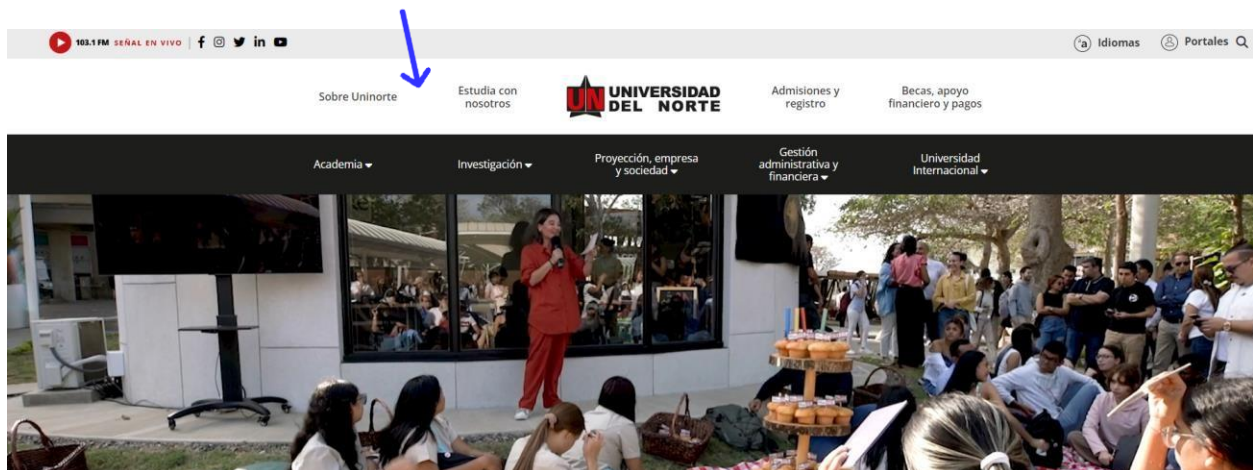 103.1 FM SEÑAL EN VIVO
Idiomas
Portales
Sobre Uninorte
Estudia con
nosotros
UN
UNIVERSIDAD
DEL NORTE
Admisiones y
registro
Becas, apoyo
financiero y pagos
Academia
Investigación
Proyección, empresa
y sociedad
Gestión
administrativa y
financiera
Universidad
Internacional